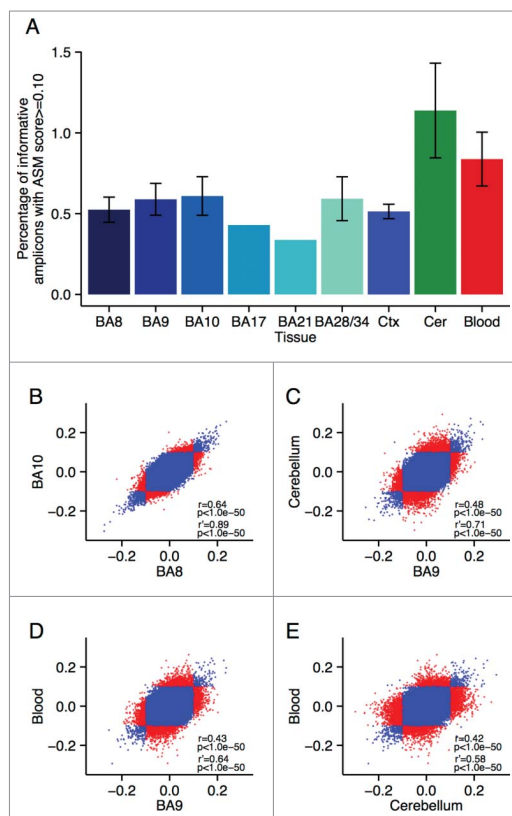 A
Percentage of informative
amplicons with ASM score>=0.10
1.5
1.0
0.5
0.0
BA8 BA9 BA10 BA17 BA21 BA28/34 Ctx Cer Blood
Tissue
B
BA10
0.2
0.0
−0.2
r=0.64
p<1.0e−50
r'=0.89
p<1.0e−50
−0.2 0.0 0.2
BA8
C
Cerebellum
0.2
0.0
−0.2
r=0.48
p<1.0e−50
r'=0.71
p<1.0e−50
−0.2 0.0 0.2
BA9
D
Blood
0.2
0.0
−0.2
r=0.43
p<1.0e−50
r'=0.64
p<1.0e−50
−0.2 0.0 0.2
BA9
E
Blood
0.2
0.0
−0.2
r=0.42
p<1.0e−50
r'=0.58
p<1.0e−50
−0.2 0.0 0.2
Cerebellum